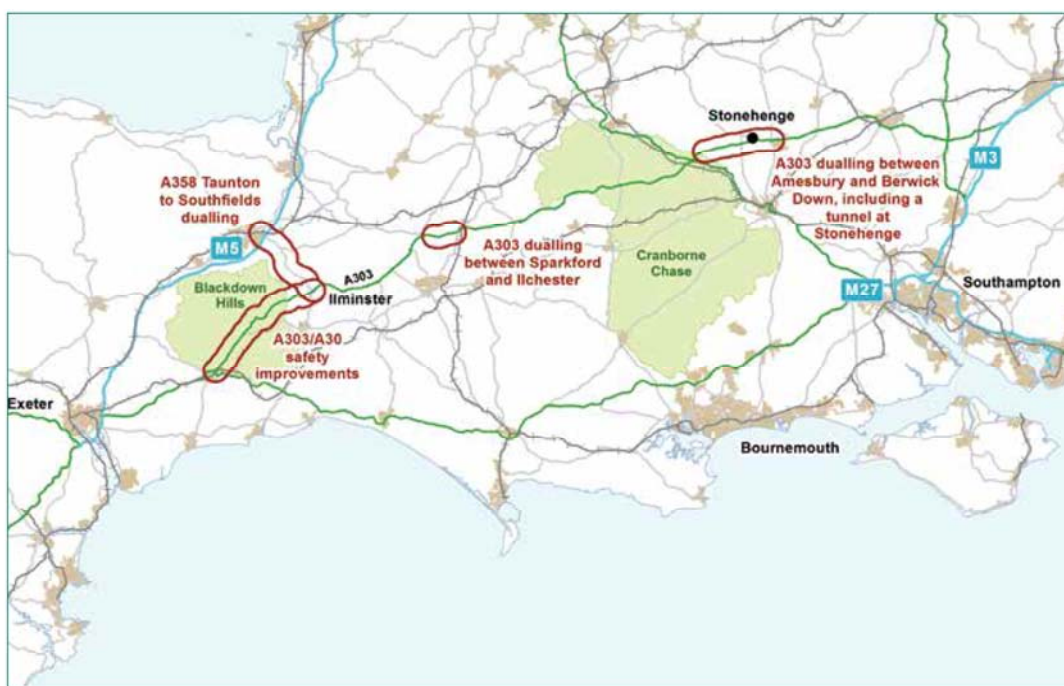 Stonehenge
M3
A303 dualling between
Amesbury and Berwick
Down, including a
tunnel at
Stonehenge
A358 Taunton
to Southfields
dualling
M5
A303
A303 dualling
between Sparkford
and Ilchester
Cranborne
Chase
Blackdown
Hills
Ilminster
M27
Southampton
A303/A30
safety
improvements
Exeter
Bournemouth